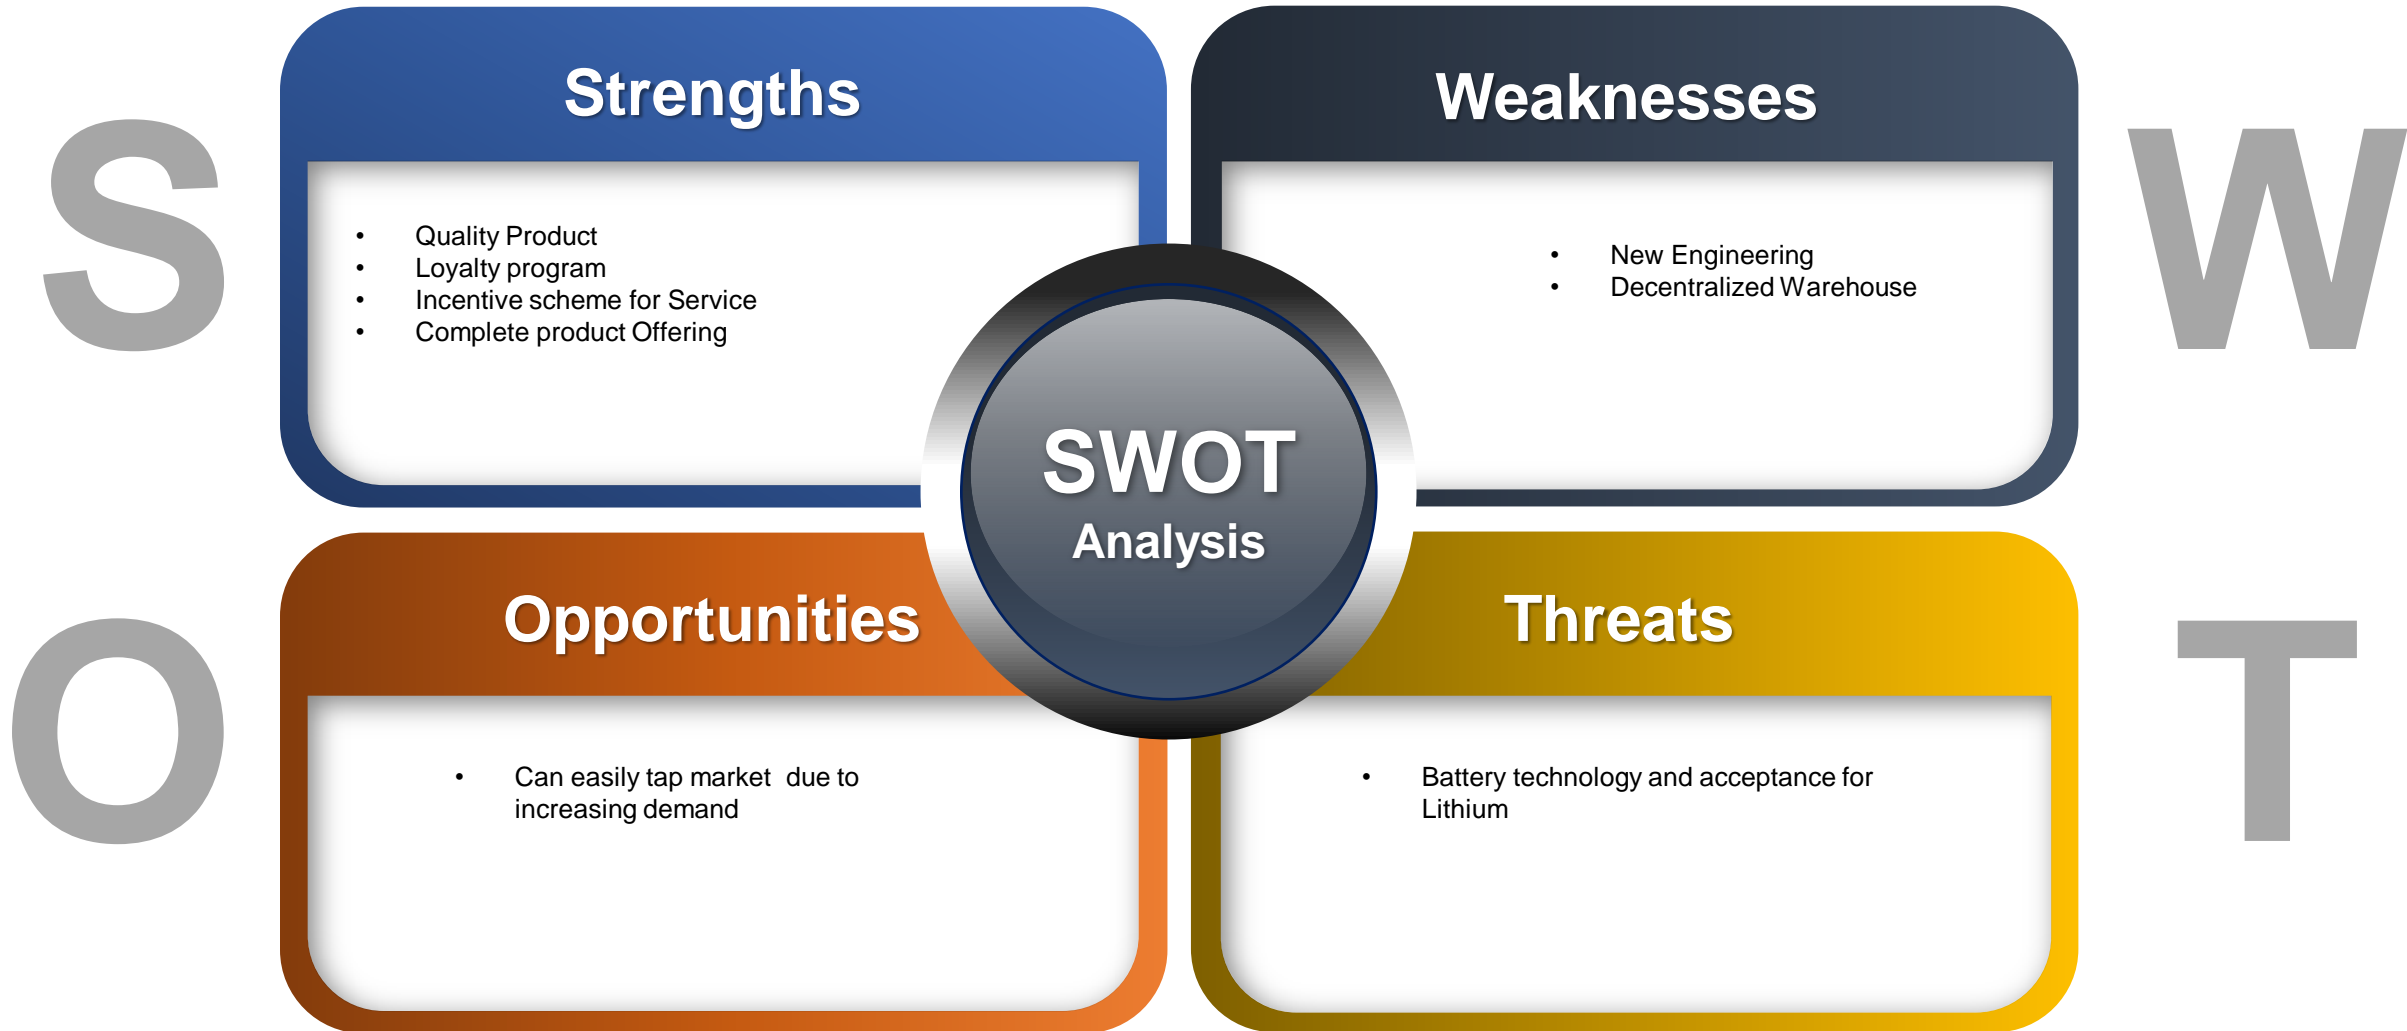 S
Strengths
• Quality Product
• Loyalty program
• Incentive scheme for Service
• Complete product Offering
Weaknesses
• New Engineering
• Decentralized Warehouse
W
SWOT
Analysis
O
Opportunities
• Can easily tap market  due to
increasing demand
Threats
• Battery technology and acceptance for
Lithium
T